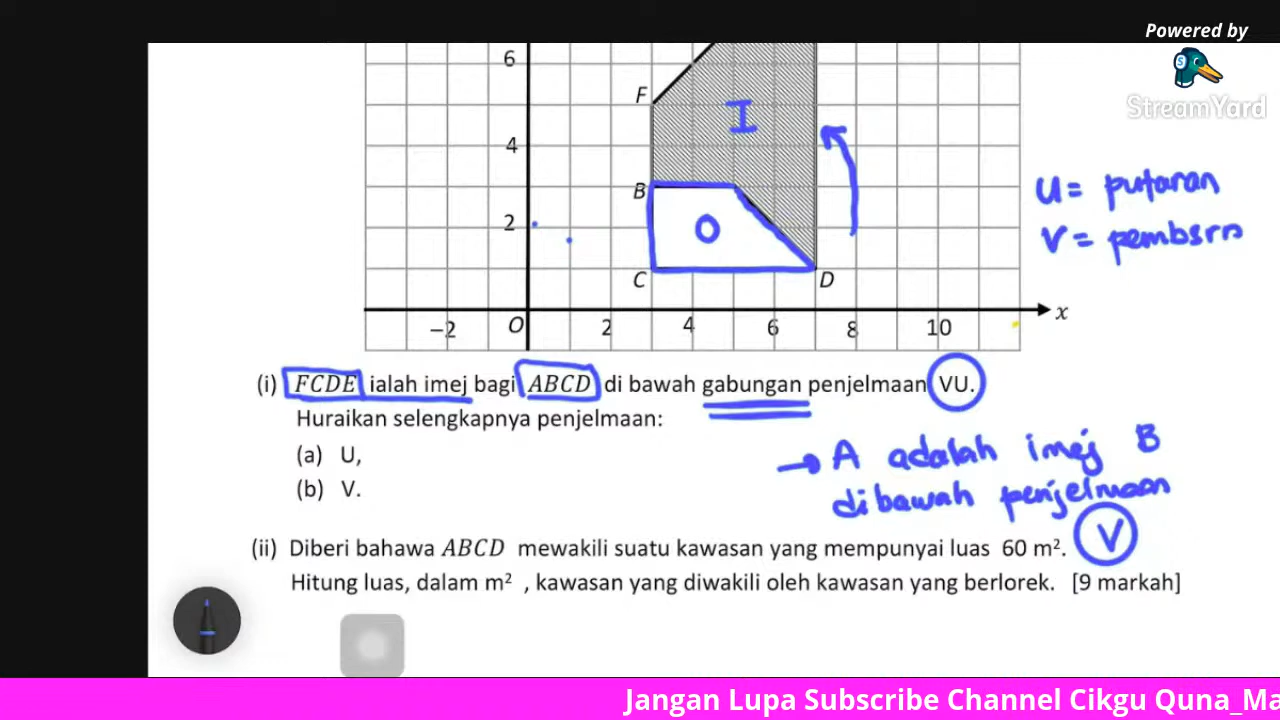 Powered by
StreamYard
6
F
I
4
B
2
O
C
D
U = putaran
V = pembsrn
−2 O 2 4 6 8 10 x
(i) FCDE ialah imej bagi ABCD di bawah gabungan penjelmaan VU.
Huraikan selengkapnya penjelmaan:
(a) U,
(b) V.
→ A adalah imej B
dibawah penjelmaan
V
(ii) Diberi bahawa ABCD mewakili suatu kawasan yang mempunyai luas 60 m².
Hitung luas, dalam m² , kawasan yang diwakili oleh kawasan yang berlorek. [9 markah]
Jangan Lupa Subscribe Channel Cikgu Quna_Ma